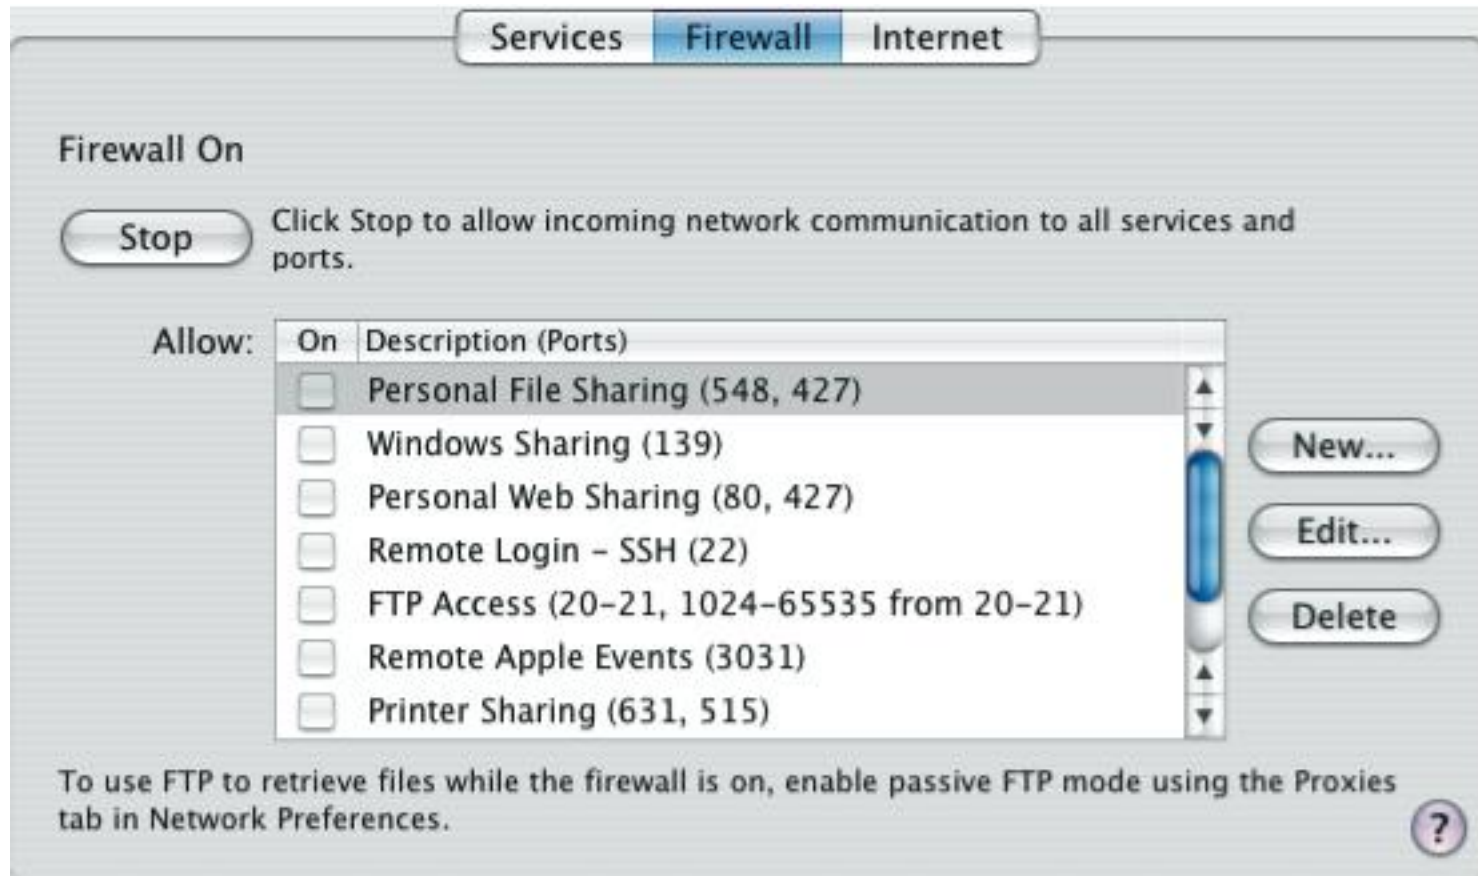 Services Firewall Internet
Firewall On
Stop
Click Stop to allow incoming network communication to all services and
ports.
Allow:
On Description (Ports)
Personal File Sharing (548, 427)
Windows Sharing (139)
Personal Web Sharing (80, 427)
Remote Login – SSH (22)
FTP Access (20–21, 1024–65535 from 20–21)
Remote Apple Events (3031)
Printer Sharing (631, 515)
New...
Edit...
Delete
To use FTP to retrieve files while the firewall is on, enable passive FTP mode using the Proxies
tab in Network Preferences.
?